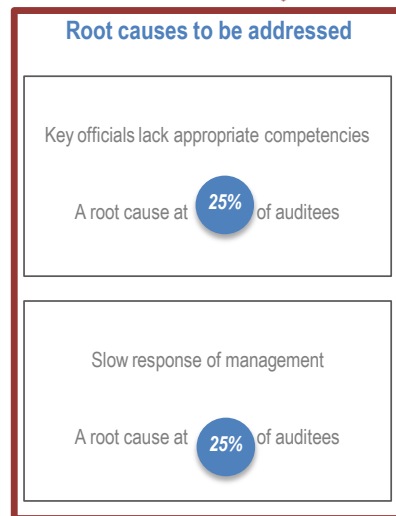 Root causes to be addressed
Key officials lack appropriate competencies
A root cause at 25% of auditees
Slow response of management
A root cause at 25% of auditees